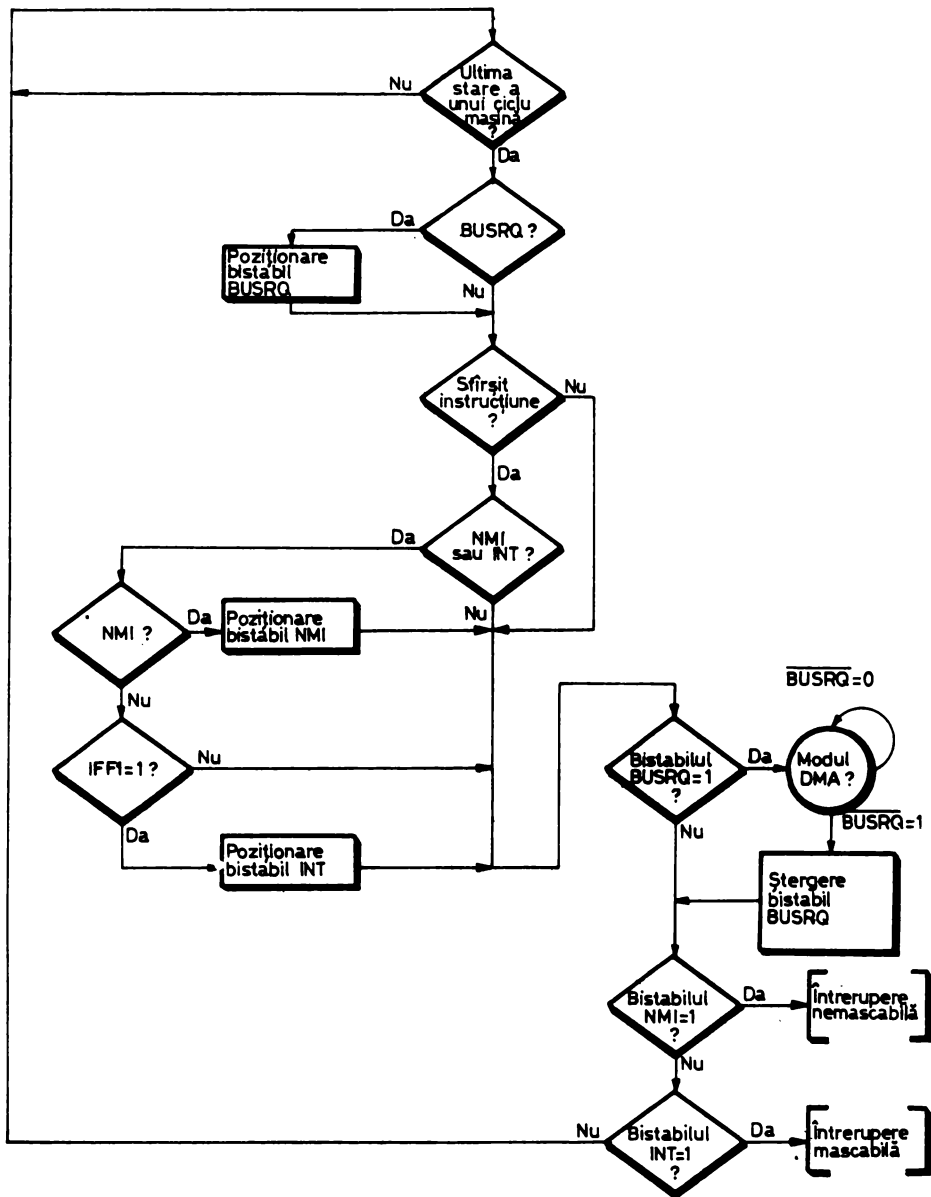 Ultima
stare a
unui ciclu
mașină
?
Nu
Da
BUSRQ ?
Da
Poziționare
bistabil
BUSRQ
Nu
Sfîrșit
instrucțiune
?
Nu
Da
NMI
sau INT ?
Da
Nu
NMI ?
Da
Poziționare
bistabil NMI
Nu
IFF1=1 ?
Nu
Da
Poziționare
bistabil INT
Bistabilul
BUSRQ=1
?
Da
Modul
DMA ?
B̅U̅S̅R̅Q̅=0
B̅U̅S̅R̅Q̅=1
Nu
Ștergere
bistabil
BUSRQ
Bistabilul
NMI=1
?
Da
Întrerupere
nemascabilă
Nu
Bistabilul
INT=1
?
Nu
Da
Întrerupere
mascabilă